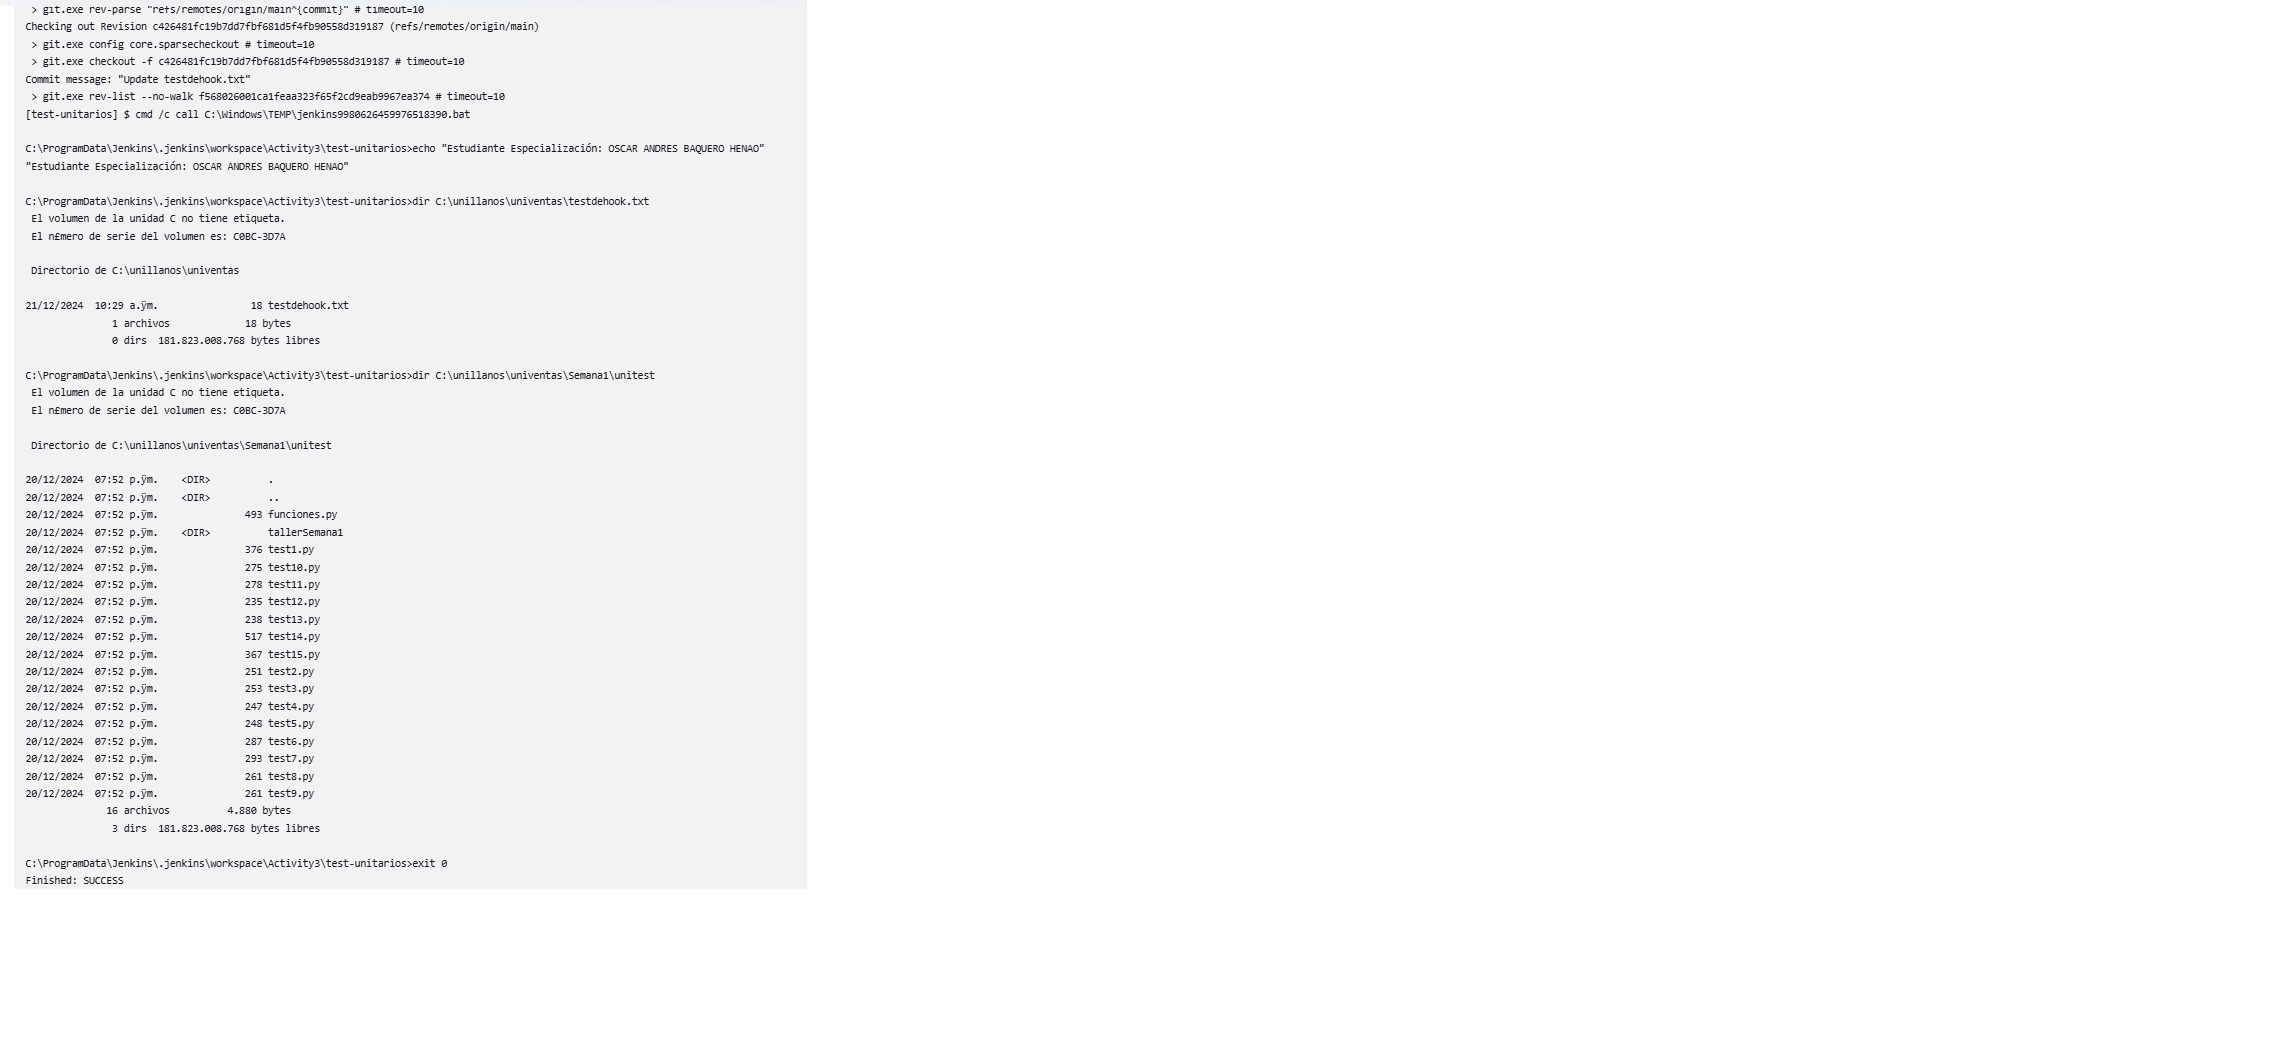 > git.exe rev-parse "refs/remotes/origin/main^{commit}" # timeout=10
Checking out Revision c426481fc19b7dd7fbf681d5f4fb90558d319187 (refs/remotes/origin/main)
> git.exe config core.sparsecheckout # timeout=10
> git.exe checkout -f c426481fc19b7dd7fbf681d5f4fb90558d319187 # timeout=10
Commit message: "Update testdehook.txt"
> git.exe rev-list --no-walk f568026001ca1feaa323f65f2cd9eab9967ea374 # timeout=10
[test-unitarios] $ cmd /c call C:\Windows\TEMP\jenkins9980626459976518390.bat
C:\ProgramData\Jenkins\.jenkins\workspace\Activity3\test-unitarios>echo "Estudiante Especialización: OSCAR ANDRES BAQUERO HENAO"
"Estudiante Especialización: OSCAR ANDRES BAQUERO HENAO"
C:\ProgramData\Jenkins\.jenkins\workspace\Activity3\test-unitarios>dir C:\unillanos\univentas\testdehook.txt
El volumen de la unidad C no tiene etiqueta.
El n£mero de serie del volumen es: C0BC-3D7A
Directorio de C:\unillanos\univentas
21/12/2024  10:29 a.ÿm.                18 testdehook.txt
1 archivos             18 bytes
0 dirs  181.823.008.768 bytes libres
C:\ProgramData\Jenkins\.jenkins\workspace\Activity3\test-unitarios>dir C:\unillanos\univentas\Semana1\unitest
El volumen de la unidad C no tiene etiqueta.
El n£mero de serie del volumen es: C0BC-3D7A
Directorio de C:\unillanos\univentas\Semana1\unitest
20/12/2024  07:52 p.ÿm.    <DIR>          .
20/12/2024  07:52 p.ÿm.    <DIR>          ..
20/12/2024  07:52 p.ÿm.               493 funciones.py
20/12/2024  07:52 p.ÿm.    <DIR>          tallerSemana1
20/12/2024  07:52 p.ÿm.               376 test1.py
20/12/2024  07:52 p.ÿm.               275 test10.py
20/12/2024  07:52 p.ÿm.               278 test11.py
20/12/2024  07:52 p.ÿm.               235 test12.py
20/12/2024  07:52 p.ÿm.               238 test13.py
20/12/2024  07:52 p.ÿm.               517 test14.py
20/12/2024  07:52 p.ÿm.               367 test15.py
20/12/2024  07:52 p.ÿm.               251 test2.py
20/12/2024  07:52 p.ÿm.               253 test3.py
20/12/2024  07:52 p.ÿm.               247 test4.py
20/12/2024  07:52 p.ÿm.               248 test5.py
20/12/2024  07:52 p.ÿm.               287 test6.py
20/12/2024  07:52 p.ÿm.               293 test7.py
20/12/2024  07:52 p.ÿm.               261 test8.py
20/12/2024  07:52 p.ÿm.               261 test9.py
16 archivos          4.880 bytes
3 dirs  181.823.008.768 bytes libres
C:\ProgramData\Jenkins\.jenkins\workspace\Activity3\test-unitarios>exit 0
Finished: SUCCESS